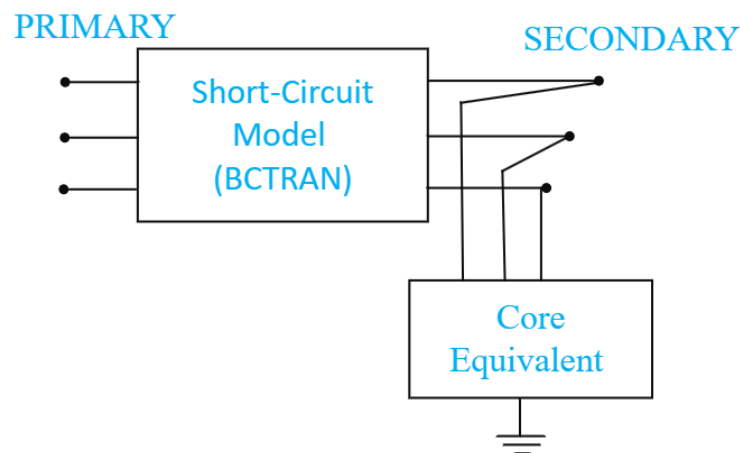 PRIMARY
SECONDARY
Short-Circuit
Model
(BCTRAN)
Core
Equivalent